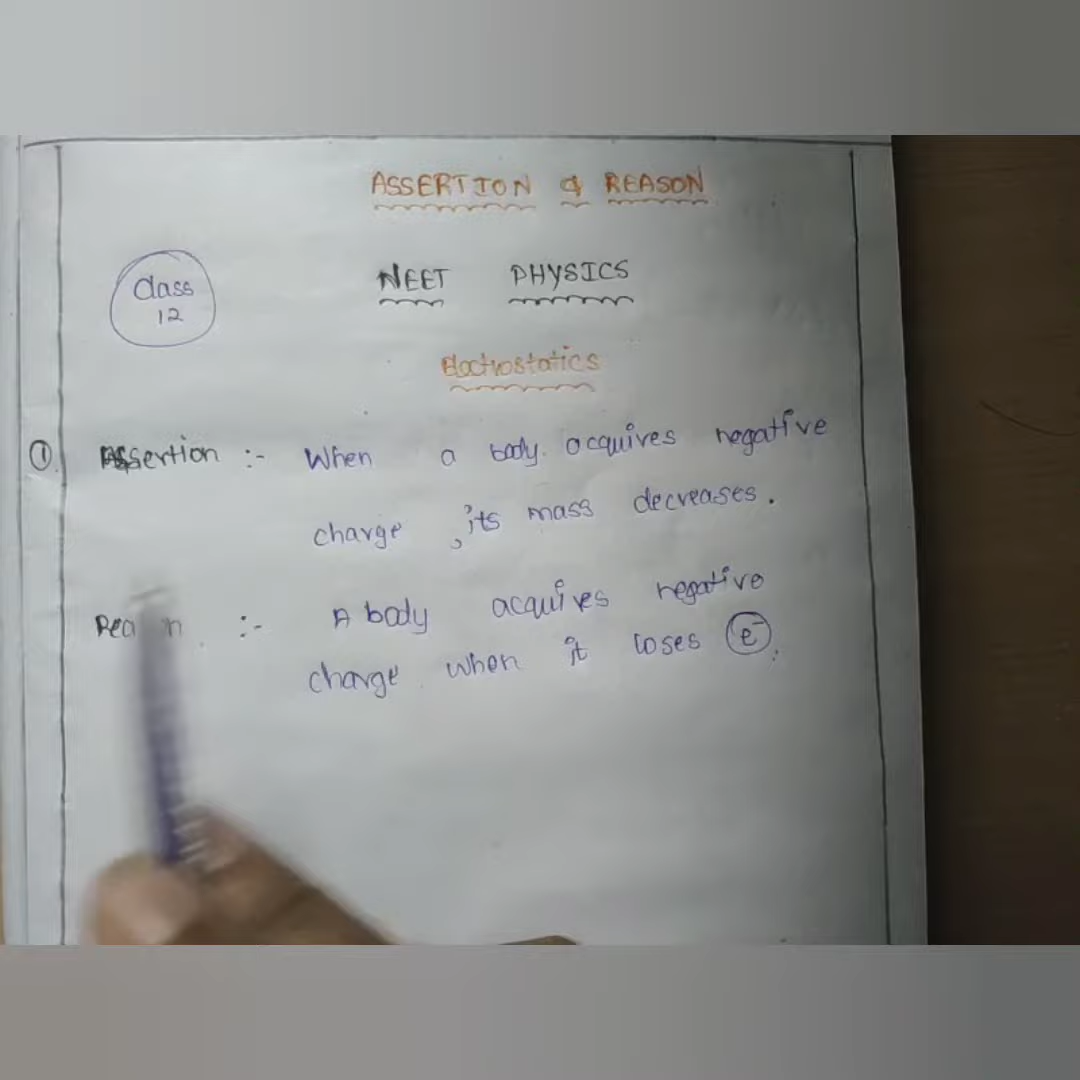 ASSERTION & REASON
NEET PHYSICS
Class
12
Electrostatics
① Assertion :- When a body acquires negative
charge, its mass decreases.
:- A body acquires negative
charge when it loses e⁻.